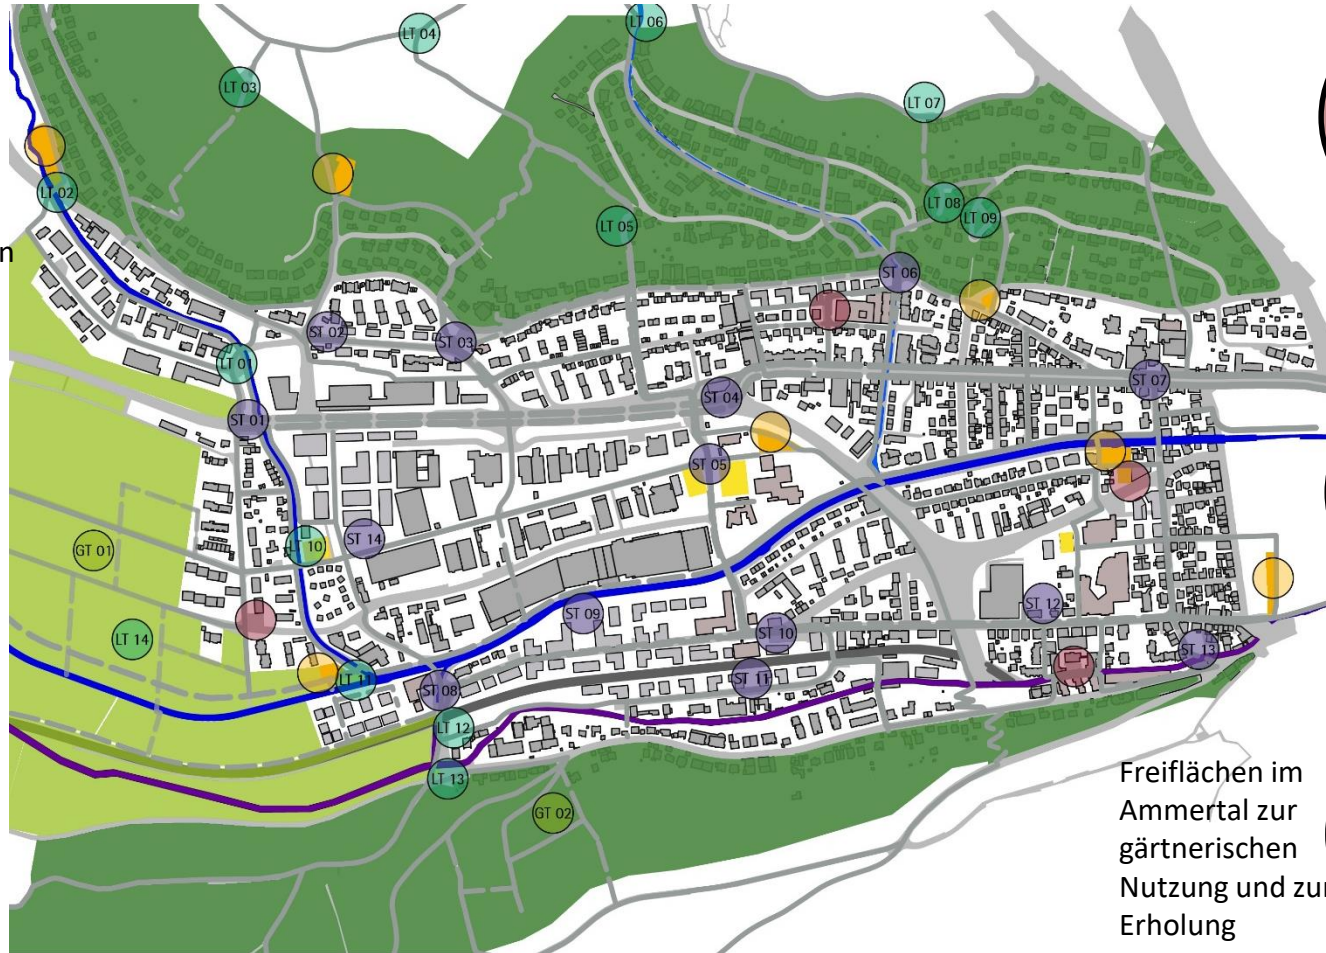 LT 06
LT 04
LT 03
LT 07
LT 02
LT 08
LT 09
LT 05
n
ST 06
ST 02
ST 03
LT 01
ST 07
ST 04
ST 01
ST 05
LT 10
ST 14
GT 01
ST 12
ST 09
LT 14
ST 10
ST 13
LT 11
ST 11
ST 08
LT 12
LT 13
GT 02
Freiflächen im
Ammertal zur
gärtnerischen
Nutzung und zur
Erholung